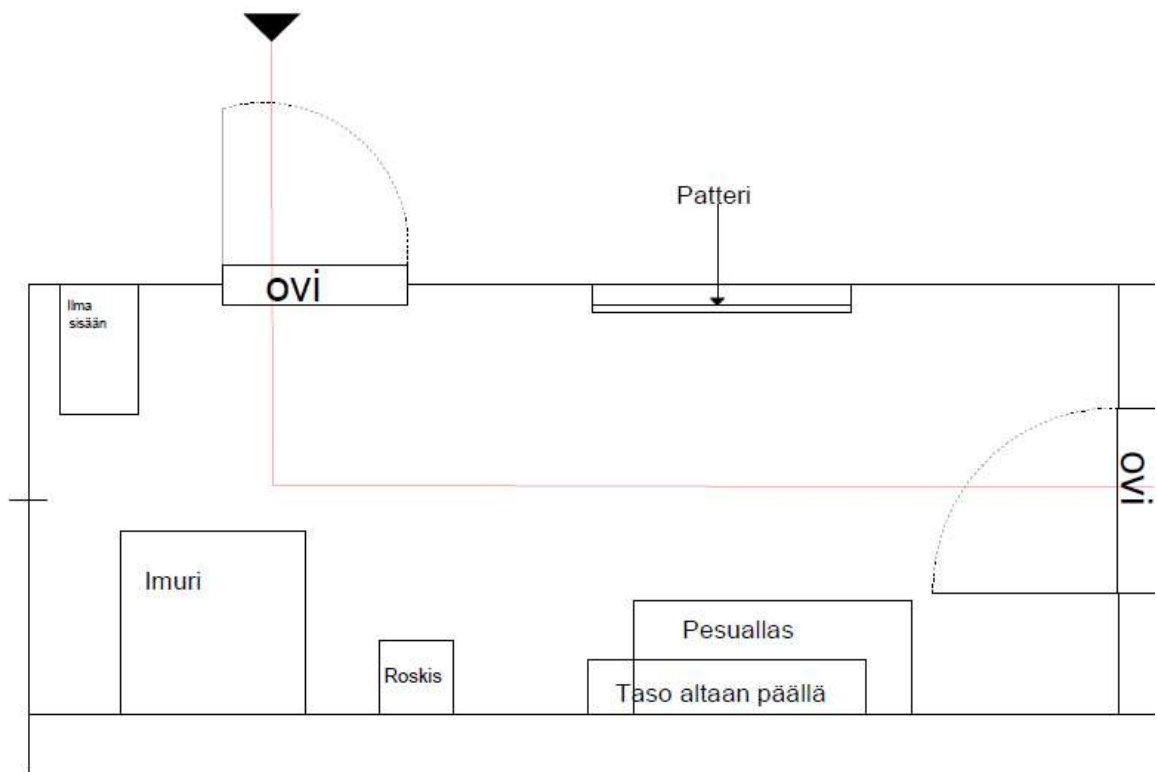 Patteri
ovi
Ilma
sisään
ovi
Imuri
Pesuallas
Roskis
Taso altaan päällä